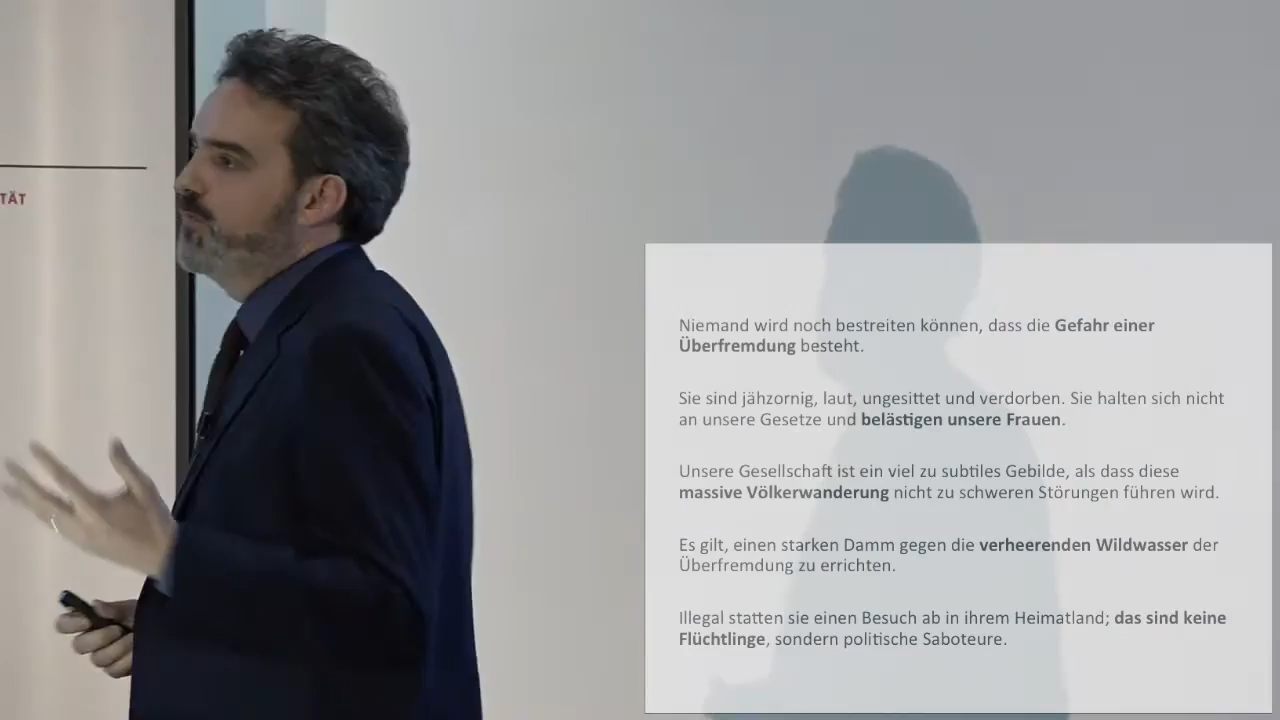 TÄT
Niemand wird noch bestreiten können, dass die Gefahr einer
Überfremdung besteht.
Sie sind jähzornig, laut, ungesittet und verdorben. Sie halten sich nicht
an unsere Gesetze und belästigen unsere Frauen.
Unsere Gesellschaft ist ein viel zu subtiles Gebilde, als dass diese
massive Völkerwanderung nicht zu schweren Störungen führen wird.
Es gilt, einen starken Damm gegen die verheerenden Wildwasser der
Überfremdung zu errichten.
Illegal statten sie einen Besuch ab in ihrem Heimatland; das sind keine
Flüchtlinge, sondern politische Saboteure.